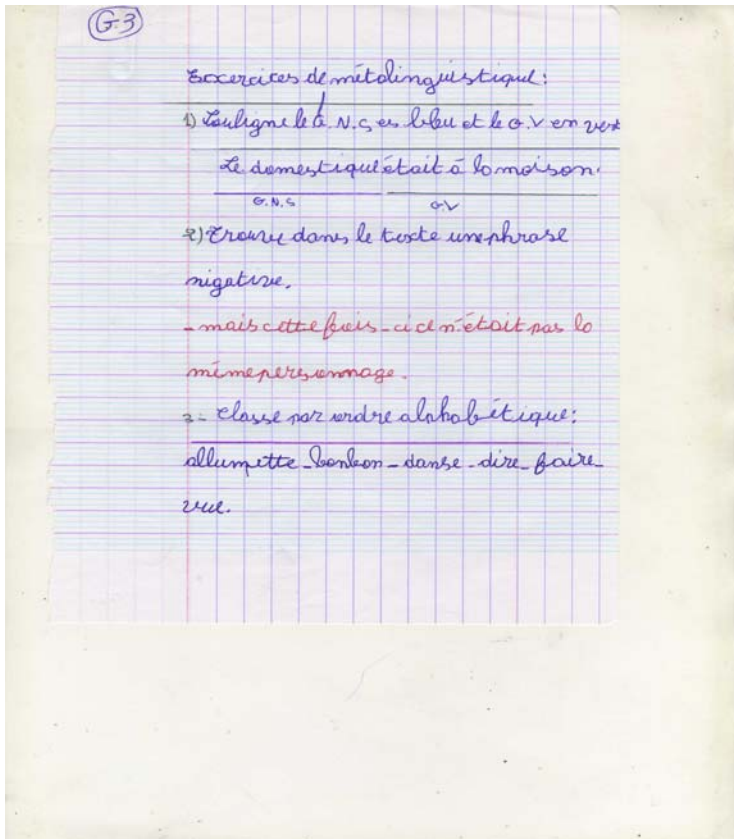 G.3
Exercices de métalinguistique:
1) Souligne le G.N.S en bleu et le G.V en vert
Le domestique était à la maison.
G.N.S G.V
2) Trouve dans le texte une phrase
négative.
- mais cette fois-ci ce n'était pas le
même personnage.
3- Classe par ordre alphabétique:
allumette - bonbon - danse - dire - faire -
vue.